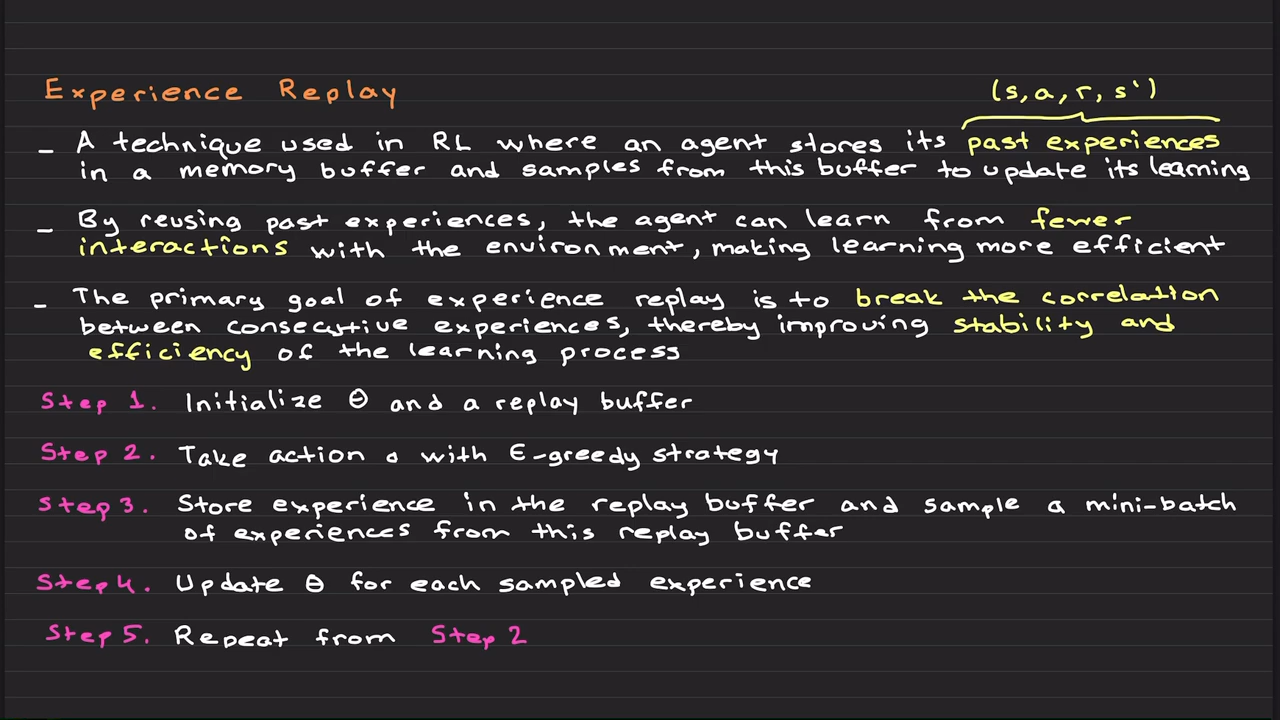 Experience Replay
(s, a, r, s')
- A technique used in RL where an agent stores its past experiences
in a memory buffer and samples from this buffer to update its learning
- By reusing past experiences, the agent can learn from fewer
interactions with the environment, making learning more efficient
- The primary goal of experience replay is to break the correlation
between consecutive experiences, thereby improving stability and
efficiency of the learning process
Step 1. Initialize θ and a replay buffer
Step 2. Take action a with ϵ-greedy strategy
Step 3. Store experience in the replay buffer and sample a mini-batch
of experiences from this replay buffer
Step 4. Update θ for each sampled experience
Step 5. Repeat from Step 2